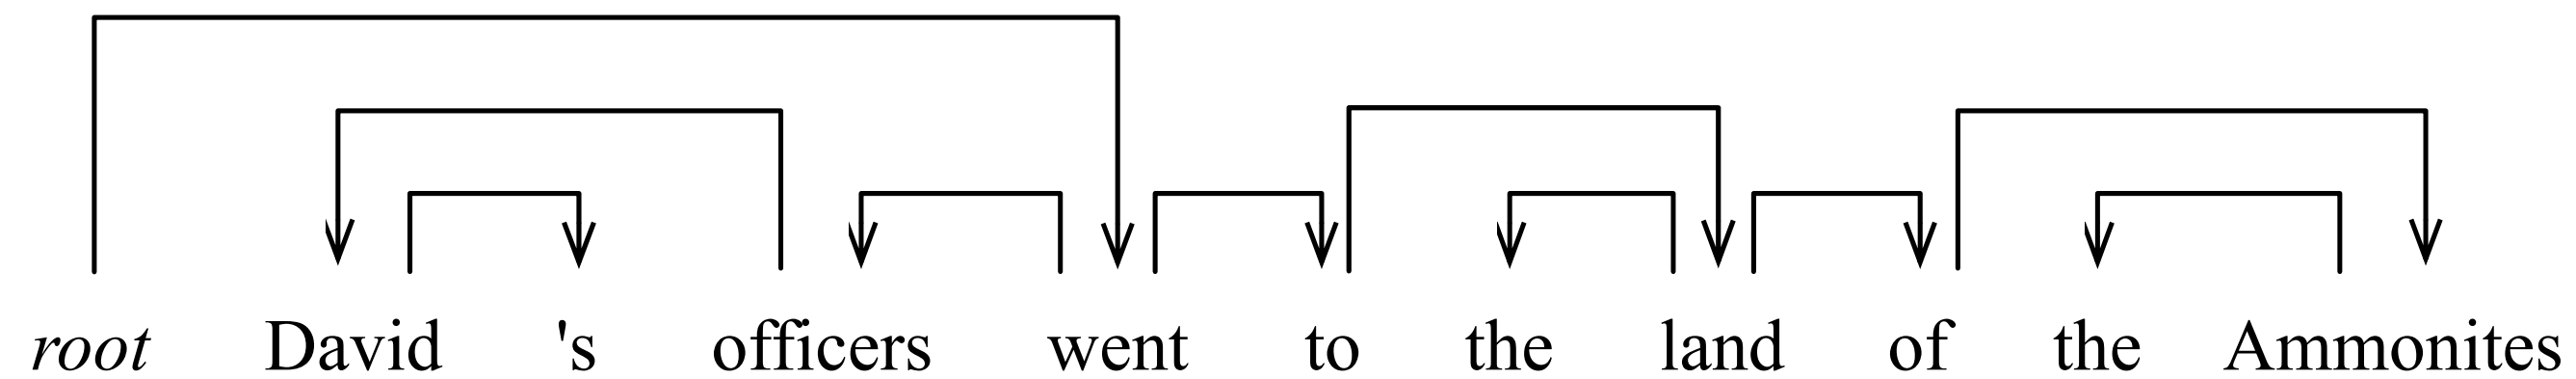 root David 's officers went to the land of the Ammonites